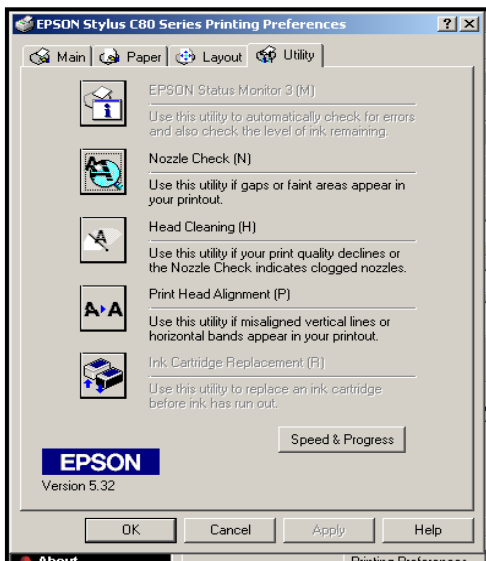 EPSON Stylus C80 Series Printing Preferences
Main Paper Layout Utility
EPSON Status Monitor 3 (M)
Use this utility to automatically check for errors
and also check the level of ink remaining.
Nozzle Check (N)
Use this utility if gaps or faint areas appear in
your printout.
Head Cleaning (H)
Use this utility if your print quality declines or
the Nozzle Check indicates clogged nozzles.
Print Head Alignment (P)
Use this utility if misaligned vertical lines or
horizontal bands appear in your printout.
Ink Cartridge Replacement (R)
Use this utility to replace an ink cartridge
before ink has run out.
Speed & Progress
EPSON
Version 5.32
OK Cancel Apply Help
About Printing Preferences